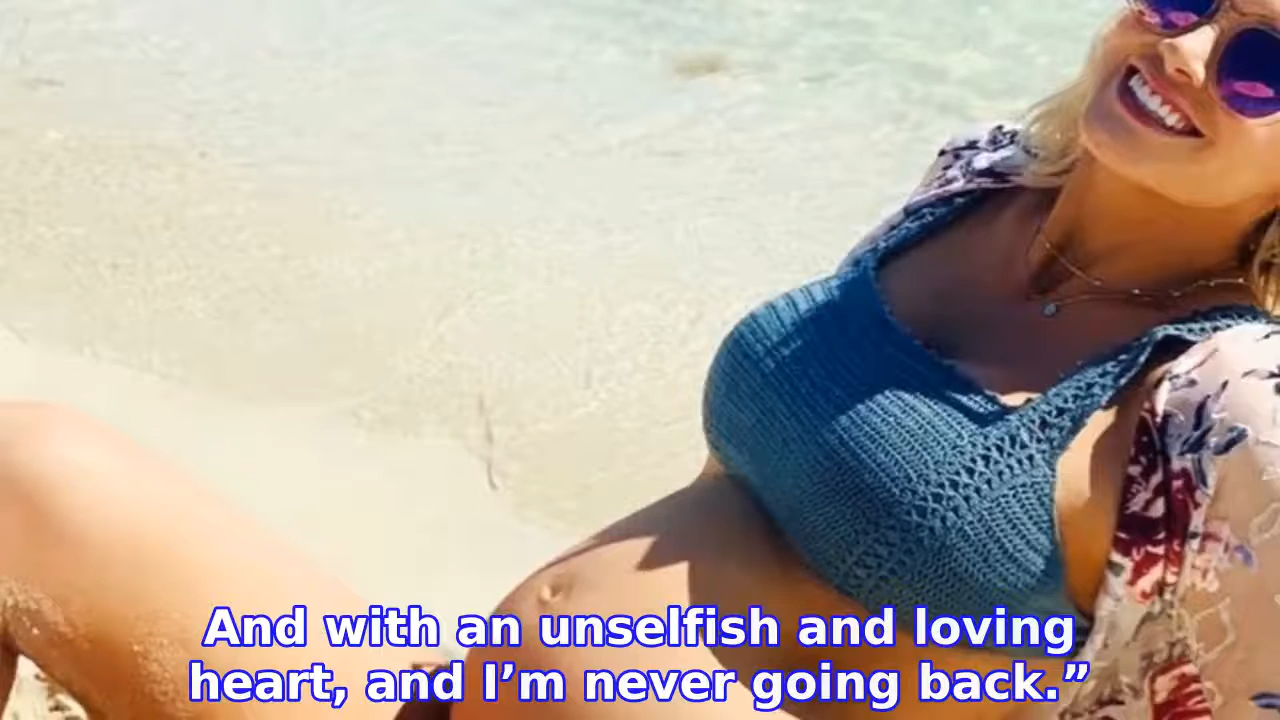 And with an unselfish and loving
heart, and I’m never going back.”